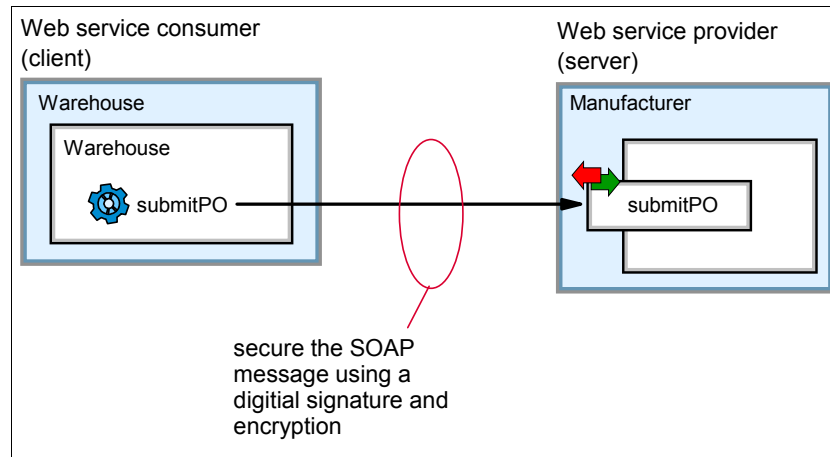 Web service consumer
(client)
Warehouse
Warehouse
submitPO
Web service provider
(server)
Manufacturer
submitPO
secure the SOAP
message using a
digitial signature and
encryption